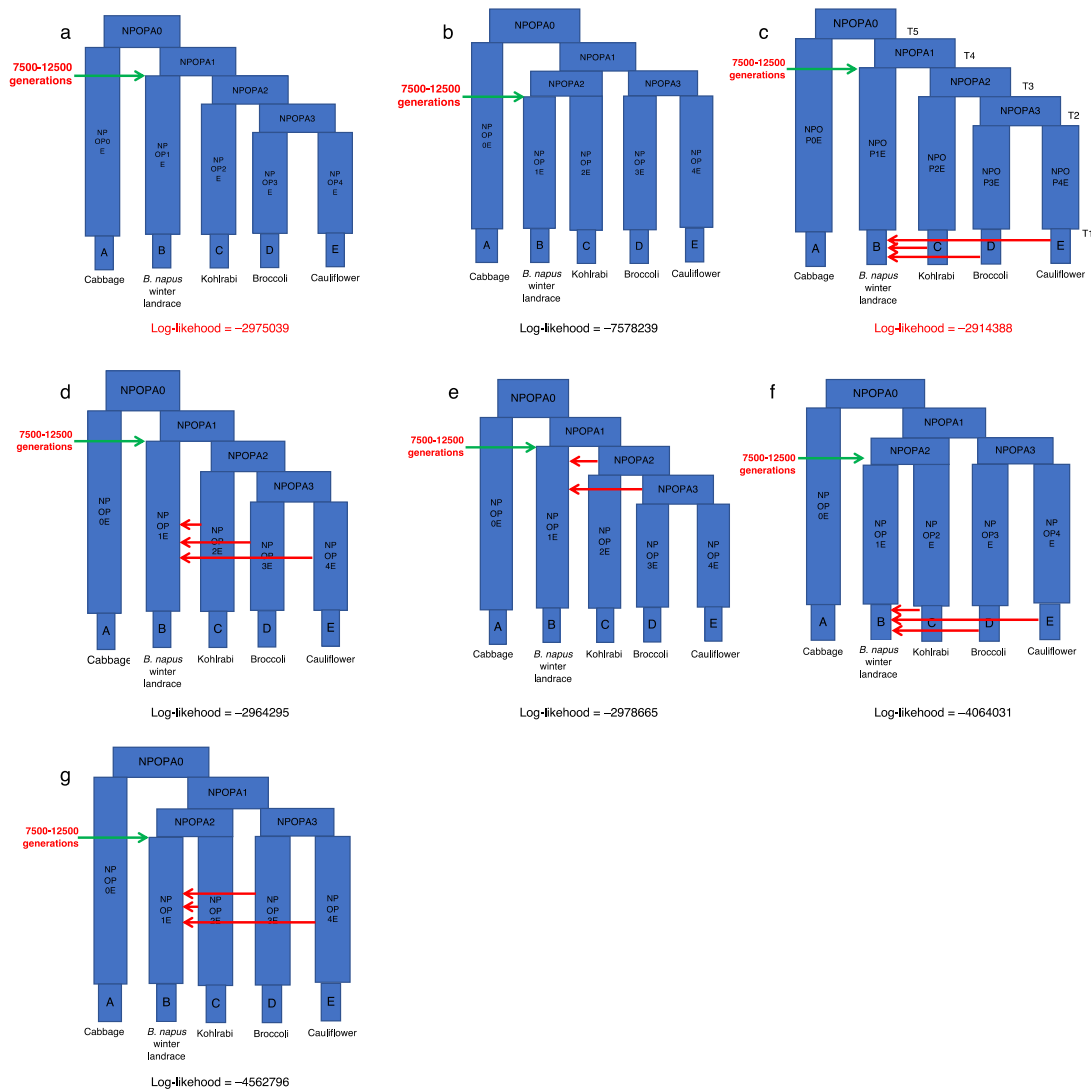 a
NPOPA0
7500-12500
generations
NPOPA1
NPOPA2
NPOPA3
NP
OP0
E
NP
OP1
E
NP
OP2
E
NP
OP3
E
NP
OP4
E
A
B
C
D
E
Cabbage
B. napus
winter
landrace
Kohlrabi
Broccoli
Cauliflower
Log-likehood = −2975039
b
NPOPA0
NPOPA1
7500-12500
generations
NPOPA2
NPOPA3
NP
OP
0E
NP
OP
1E
NP
OP
2E
NP
OP
3E
NP
OP
4E
A
B
C
D
E
Cabbage
B. napus
winter
landrace
Kohlrabi
Broccoli
Cauliflower
Log-likehood = −7578239
c
NPOPA0
T5
NPOPA1
T4
7500-12500
generations
NPOPA2
T3
NPOPA3
T2
NPO
P0E
NPO
P1E
NPO
P2E
NPO
P3E
NPO
P4E
T1
A
B
C
D
E
Cabbage
B. napus
winter
landrace
Kohlrabi
Broccoli
Cauliflower
Log-likehood = −2914388
d
NPOPA0
NPOPA1
7500-12500
generations
NPOPA2
NPOPA3
NP
OP
0E
NP
OP
1E
NP
OP
2E
NP
OP
3E
NP
OP
4E
A
B
C
D
E
Cabbage
B. napus
winter
landrace
Kohlrabi
Broccoli
Cauliflower
Log-likehood = −2964295
e
NPOPA0
NPOPA1
7500-12500
generations
NPOPA2
NPOPA3
NP
OP
0E
NP
OP
1E
NP
OP
2E
NP
OP
3E
NP
OP
4E
A
B
C
D
E
Cabbage
B. napus
winter
landrace
Kohlrabi
Broccoli
Cauliflower
Log-likehood = −2978665
f
NPOPA0
NPOPA1
7500-12500
generations
NPOPA2
NPOPA3
NP
OP
0E
NP
OP
1E
NP
OP2
E
NP
OP3
E
NP
OP4
E
A
B
C
D
E
Cabbage
B. napus
winter
landrace
Kohlrabi
Broccoli
Cauliflower
Log-likehood = −4064031
g
NPOPA0
NPOPA1
7500-12500
generations
NPOPA2
NPOPA3
NP
OP
0E
NP
OP
1E
NP
OP
2E
NP
OP
3E
NP
OP
4E
A
B
C
D
E
Cabbage
B. napus
winter
landrace
Kohlrabi
Broccoli
Cauliflower
Log-likehood = −4562796